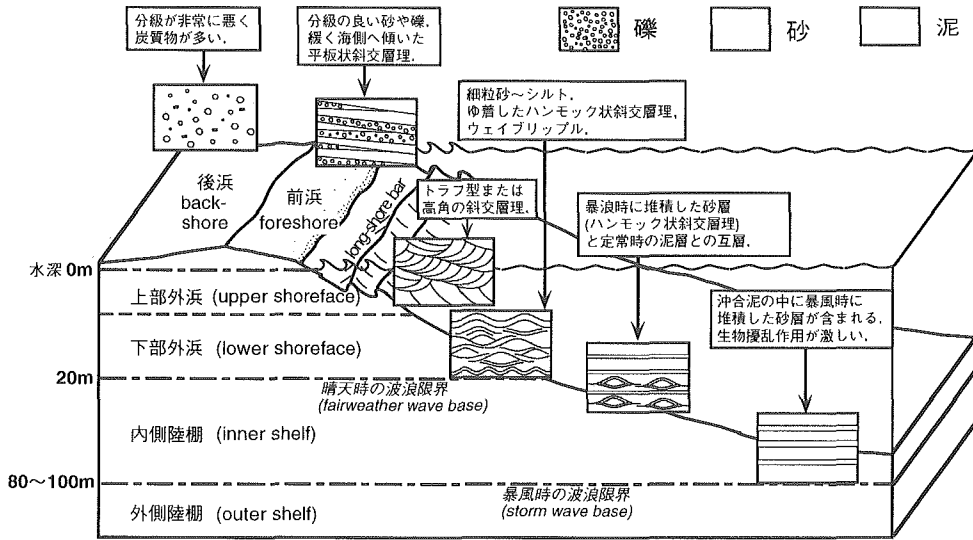 分級が非常に悪く
炭質物が多い.
分級の良い砂や礫.
緩く海側へ傾いた
平板状斜交層理.
礫
砂
泥
細粒砂～シルト.
ゆ着したハンモック状斜交層理,
ウェイブリップル.
後浜
back-
shore
前浜
foreshore
long-shore bar
トラフ型または
高角の斜交層理.
暴浪時に堆積した砂層
(ハンモック状斜交層理)
と定常時の泥層との互層.
沖合泥の中に暴風時に
堆積した砂層が含まれる.
生物擾乱作用が激しい.
水深 0m
上部外浜 (upper shoreface)
下部外浜 (lower shoreface)
20m
晴天時の波浪限界
(fairweather wave base)
内側陸棚 (inner shelf)
80～100m
暴風時の波浪限界
(storm wave base)
外側陸棚 (outer shelf)